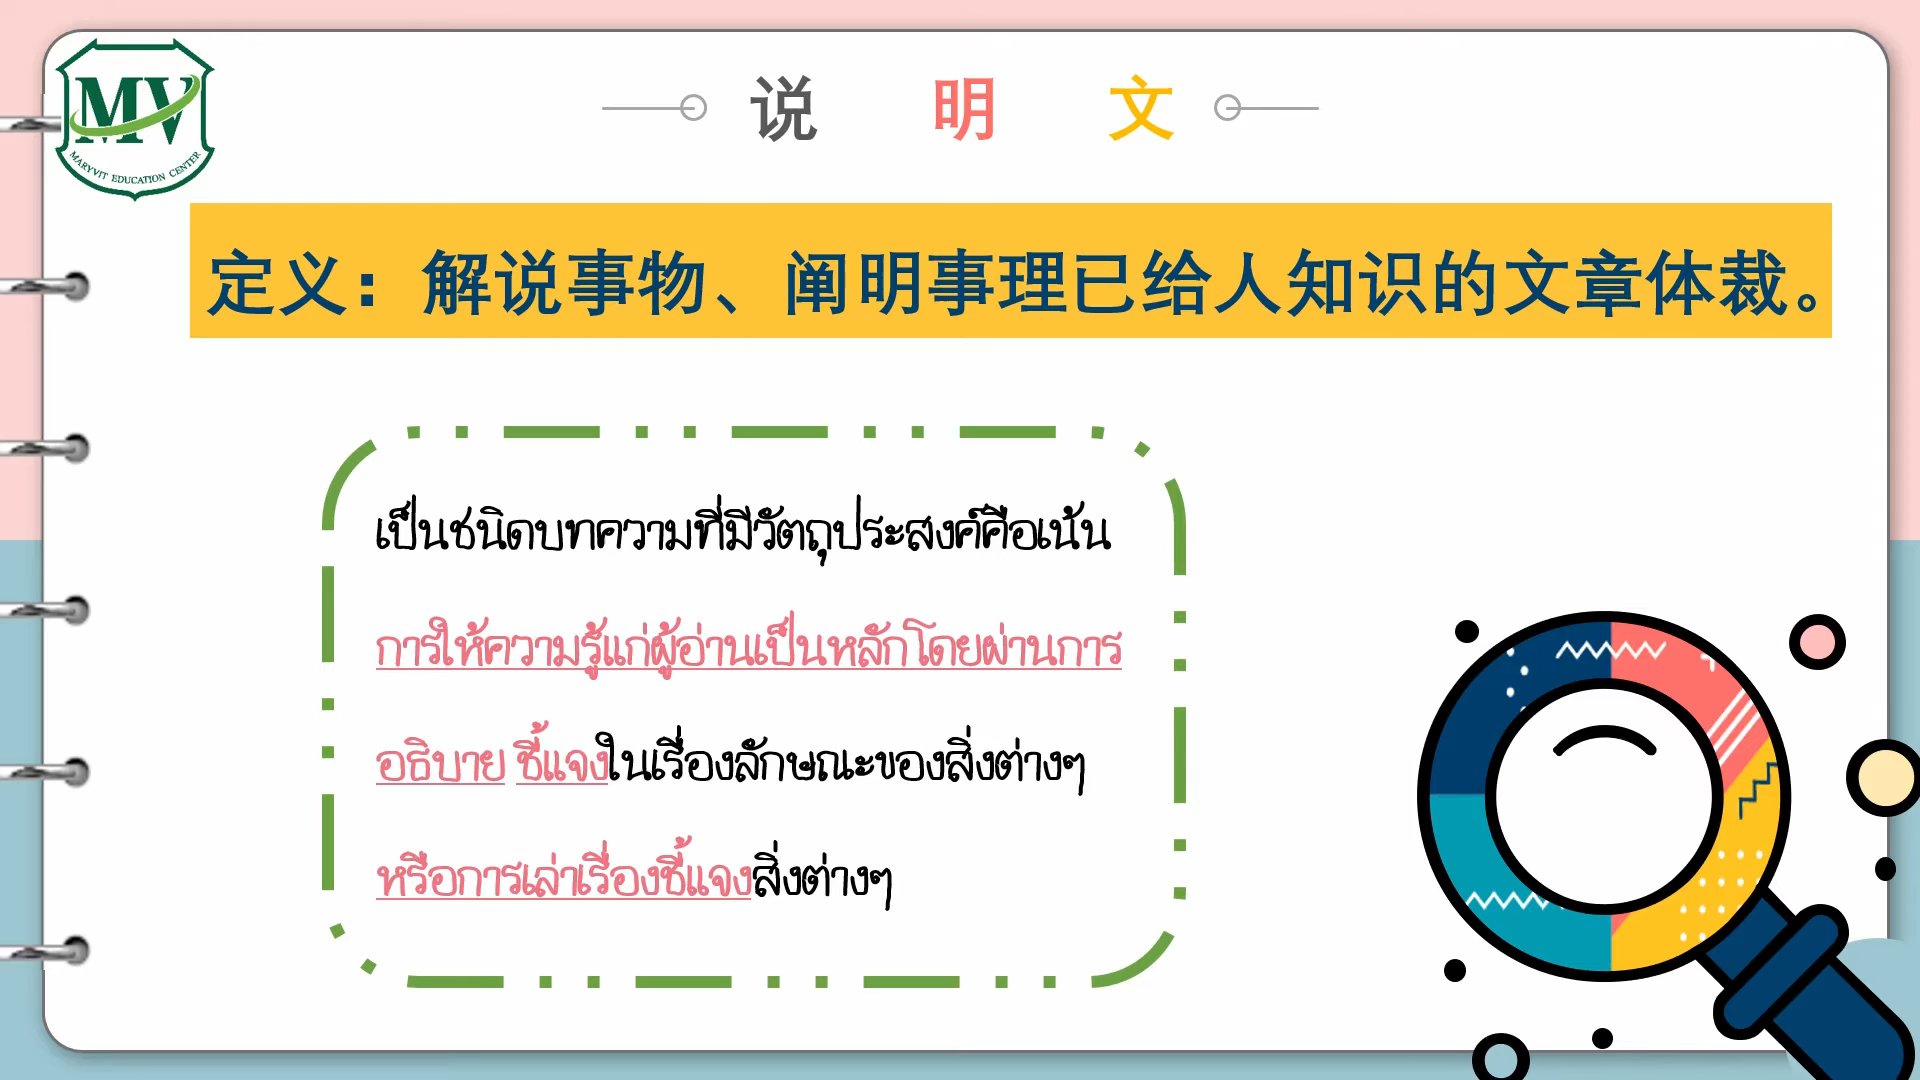 MV
MARYVIT EDUCATION CENTER
说 明 文
定义：解说事物、阐明事理已给人知识的文章体裁。
เป็นชนิดบทความที่มีวัตถุประสงค์คือเน้น
การให้ความรู้แก่ผู้อ่านเป็นหลักโดยผ่านการ
อธิบาย ชี้แจงในเรื่องลักษณะของสิ่งต่างๆ
หรือการเล่าเรื่องชี้แจงสิ่งต่างๆ